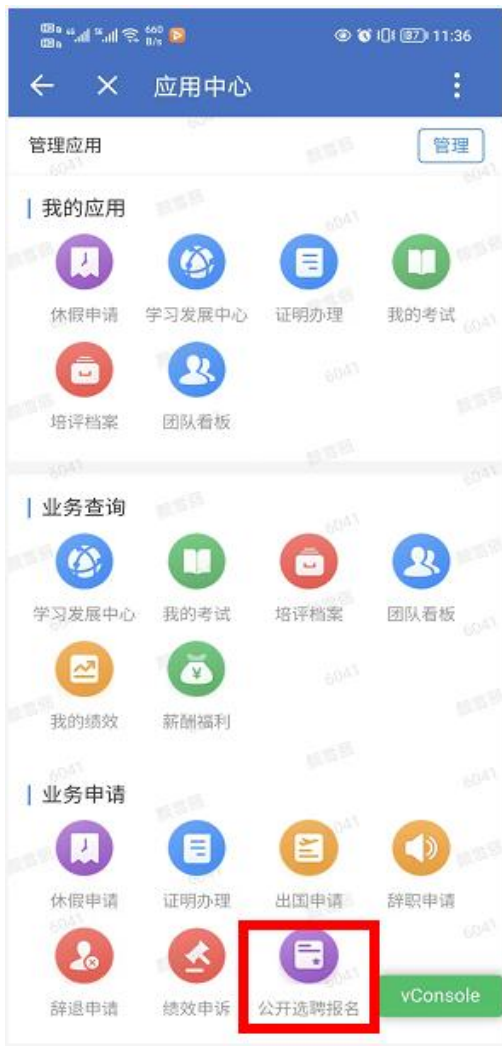 660 B/s 87 11:36
应用中心
管理应用 管理
我的应用
休假申请 学习发展中心 证明办理 我的考试
培评档案 团队看板
业务查询
学习发展中心 我的考试 培评档案 团队看板
我的绩效 薪酬福利
业务申请
休假申请 证明办理 出国申请 辞职申请
辞退申请 绩效申诉 公开选聘报名 vConsole
6041